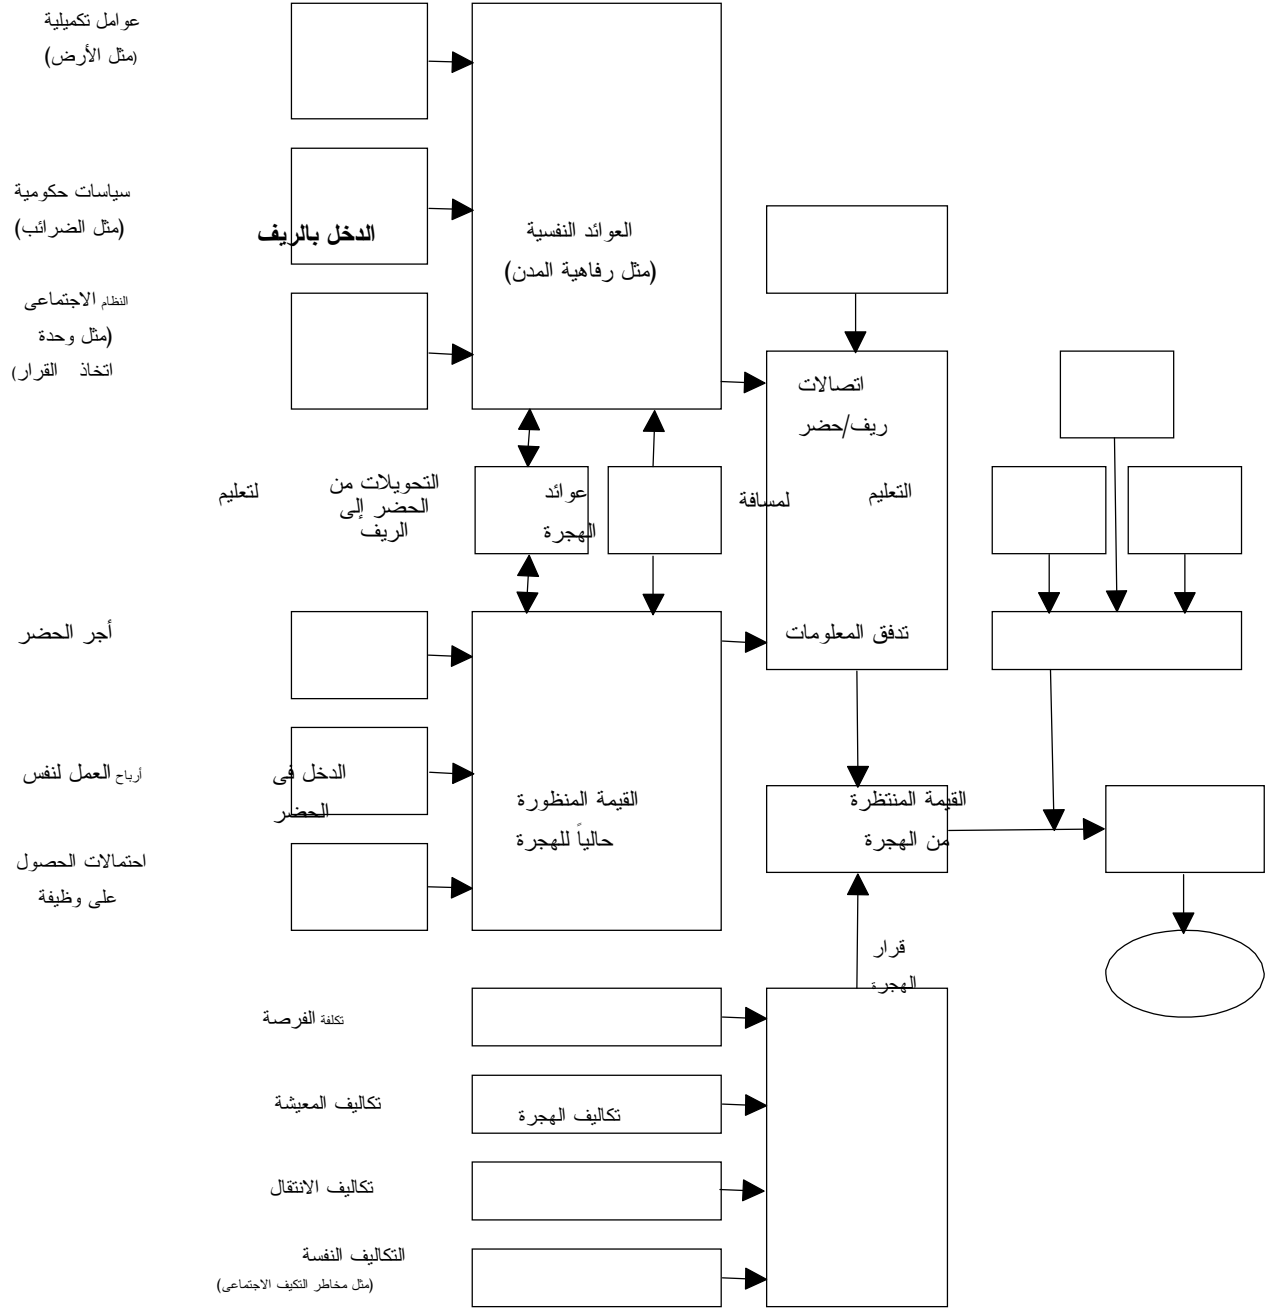 عوامل تكميلية
(مثل الأرض)
سياسات حكومية
(مثل الضرائب)
الدخل بالريف
العوائد النفسية
(مثل رفاهية المدن)
النظام الاجتماعى
(مثل وحدة
اتخاذ القرار)
اتصالات
ريف/حضر
لتعليم
التحويلات من
الحضر إلى
الريف
عوائد
الهجرة
لمسافة
التعليم
أجر الحضر
تدفق المعلومات
أرباح العمل لنفس
الدخل فى
الحضر
القيمة المنظورة
حالياً للهجرة
القيمة المنتظرة
من الهجرة
احتمالات الحصول
على وظيفة
قرار
الهجرة
تكلفة الفرصة
تكاليف المعيشة
تكاليف الهجرة
تكاليف الانتقال
التكاليف النفسة
(مثل مخاطر التكيف الاجتماعى)